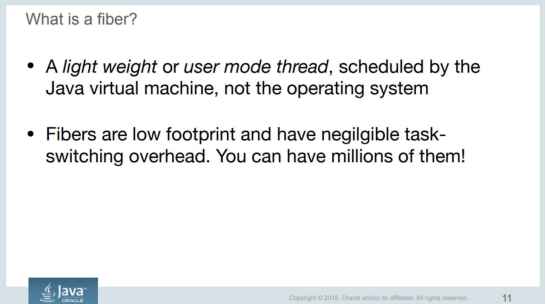 What is a fiber?
• A light weight or user mode thread, scheduled by the
Java virtual machine, not the operating system
• Fibers are low footprint and have negilgible task-
switching overhead. You can have millions of them!
Java
ORACLE
Copyright © 2018, Oracle and/or its affiliates. All rights reserved.
11